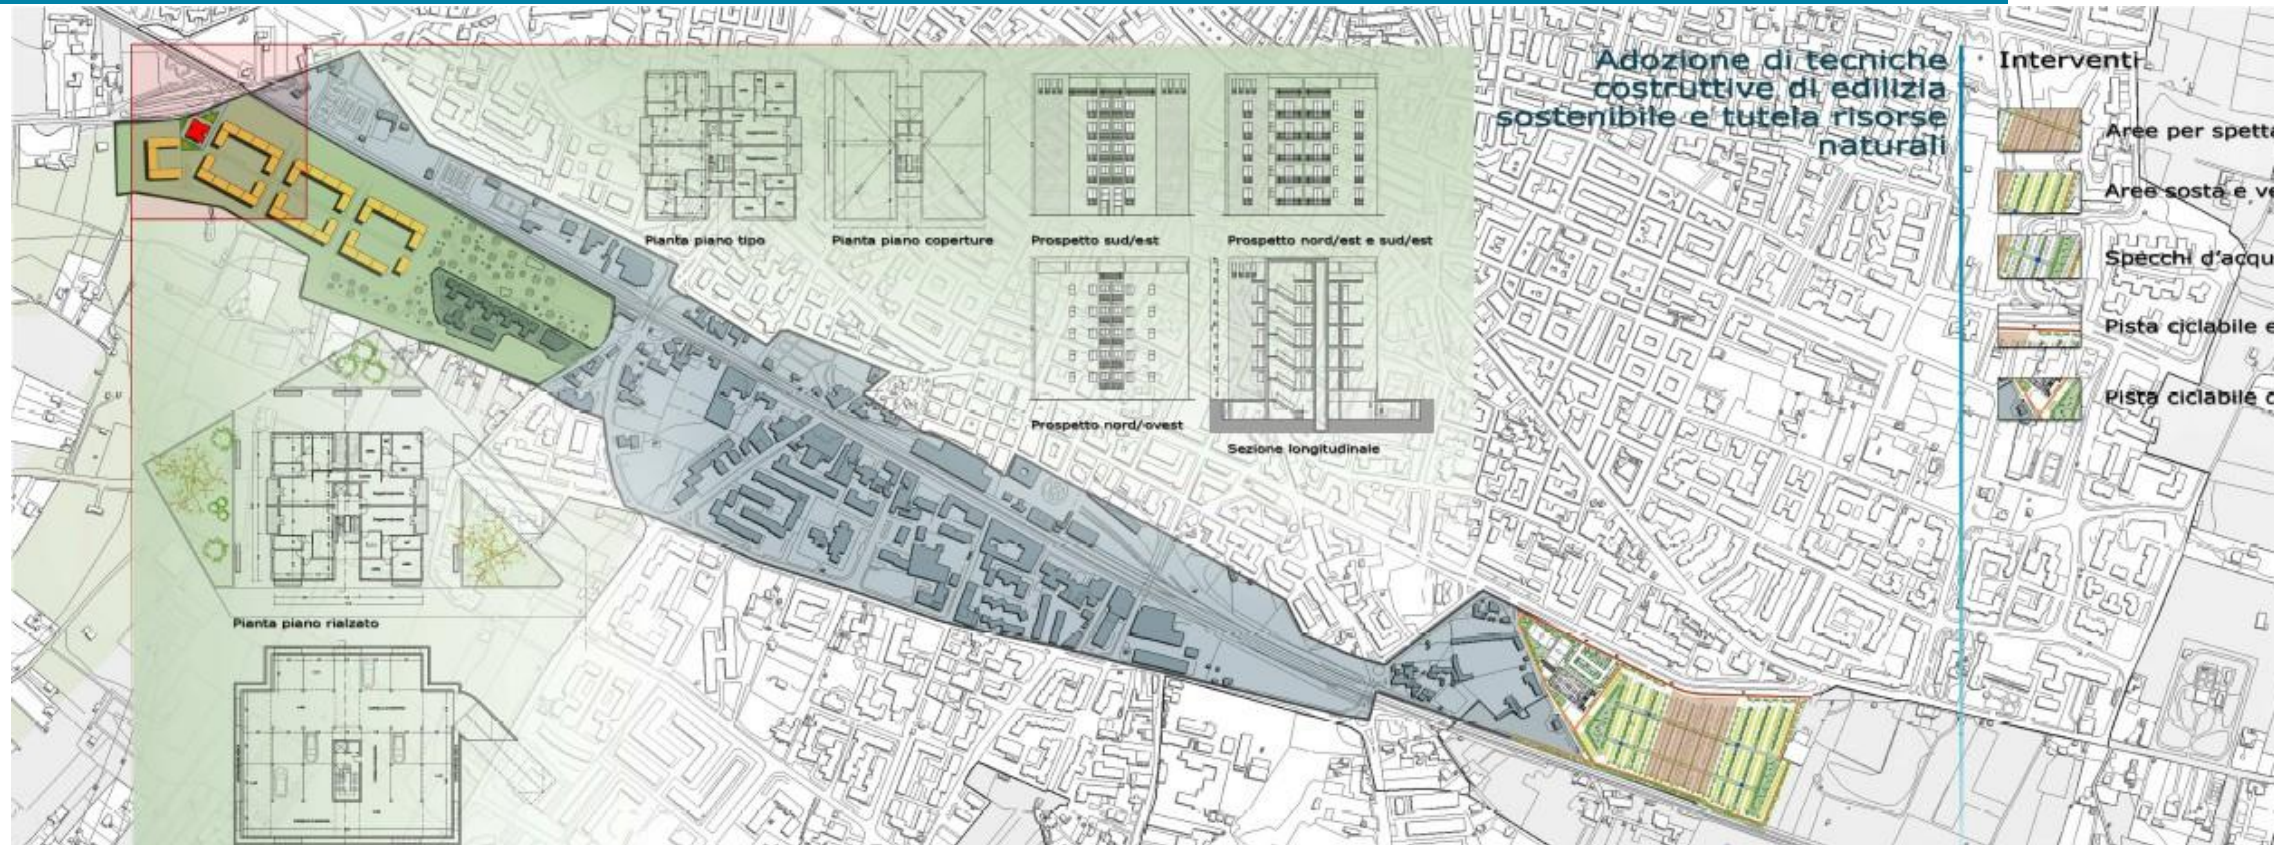 Adozione di tecniche
costruttive di edilizia
sostenibile e tutela risorse
naturali
Interventi
Aree per spetta
Aree sosta e ve
Specchi d'acqu
Pista ciclabile e
Pista ciclabile c
Pianta piano tipo
Pianta piano coperture
Prospetto sud/est
Prospetto nord/est e sud/est
Prospetto nord/ovest
Sezione longitudinale
Pianta piano rialzato